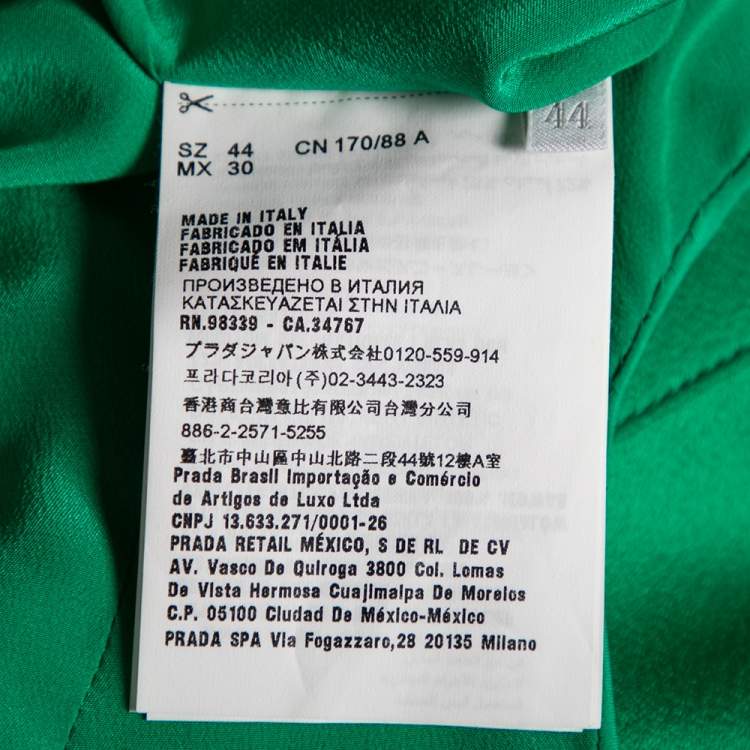 44
SZ 44 CN 170/88 A
MX 30
MADE IN ITALY
FABRICADO EN ITALIA
FABRICADO EM ITÁLIA
FABRIQUÉ EN ITALIE
ПРОИЗВЕДЕНО В ИТАЛИЯ
ΚΑΤΑΣΚΕΥΑΖΕΤΑΙ ΣΤΗΝ ΙΤΑΛΙΑ
RN.98339 - CA.34767
プラダジャパン株式会社0120-559-914
프라다코리아(주)02-3443-2323
香港商台灣意比有限公司台灣分公司
886-2-2571-5255
臺北市中山區中山北路二段44號12樓A室
Prada Brasil Importação e Comércio
de Artigos de Luxo Ltda
CNPJ 13.633.271/0001-26
PRADA RETAIL MÉXICO, S DE RL DE CV
AV. Vasco De Quiroga 3800 Col. Lomas
De Vista Hermosa Cuajimalpa De Morelos
C.P. 05100 Ciudad De México-México
PRADA SPA Via Fogazzaro,28 20135 Milano